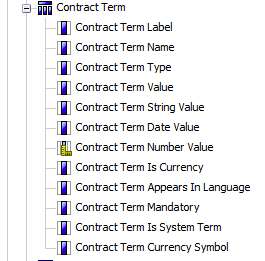 Contract Term
Contract Term Label
Contract Term Name
Contract Term Type
Contract Term Value
Contract Term String Value
Contract Term Date Value
Contract Term Number Value
Contract Term Is Currency
Contract Term Appears In Language
Contract Term Mandatory
Contract Term Is System Term
Contract Term Currency Symbol